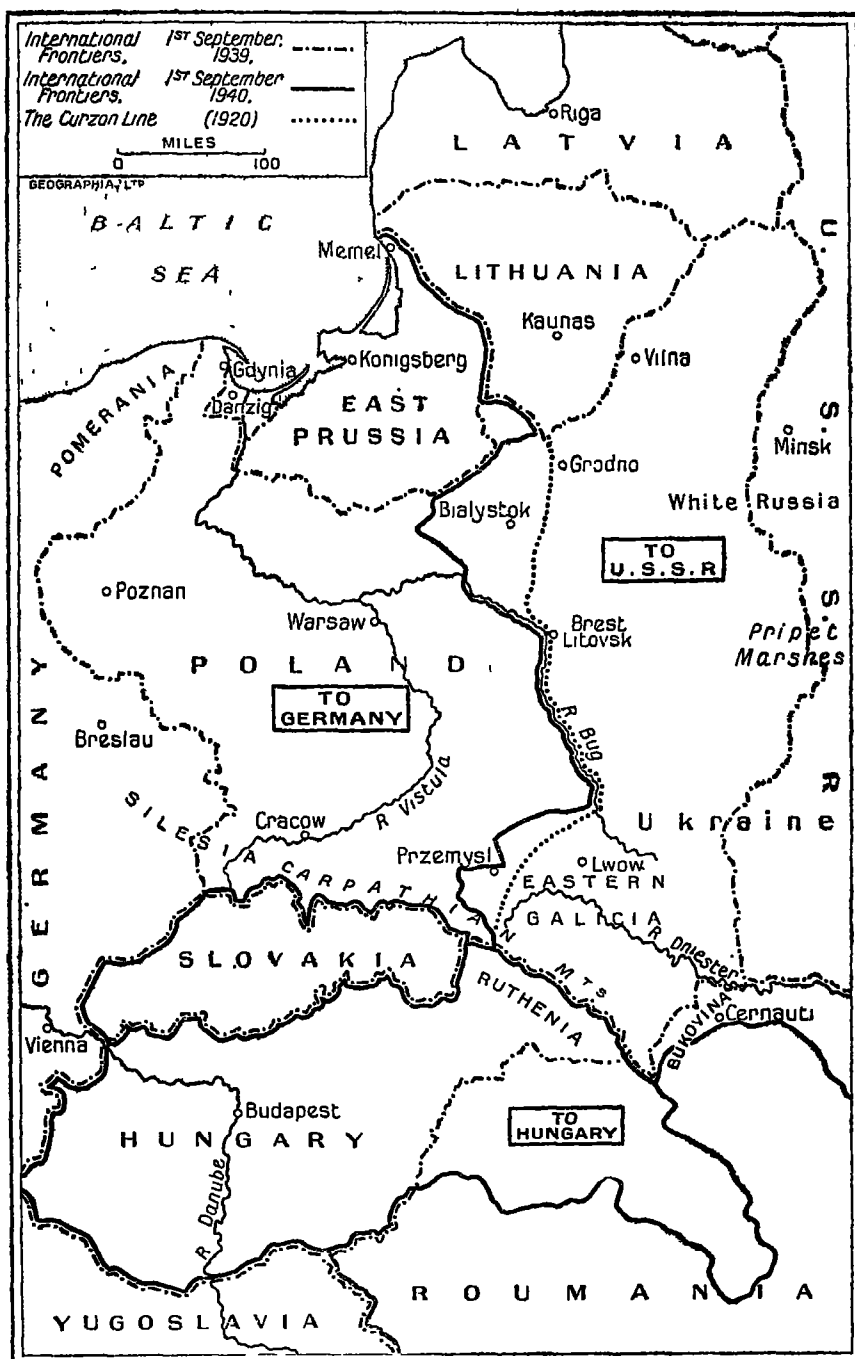 International Frontiers, 1ST September. 1939,
International Frontiers. 1ST September 1940.
The Curzon Line (1920)
MILES
0 100
GEOGRAPHIA, LTP
BALTIC
SEA
Riga
LATVIA
Memel
LITHUANIA
Kaunas
Vilna
U.S.S.R
Konigsberg
Gdynia
Danzig
POMERANIA
EAST
PRUSSIA
Minsk
Grodno
White Russia
Bialystok
TO
U.S.S.R
Poznan
Warsaw
Brest
Litovsk
Pripet
Marshes
POLAND
TO
GERMANY
GERMANY
Breslau
R Bug
SILESIA
Cracow
R Vistula
Ukraine
Przemysl
Lwow
EASTERN
GALICIA
CARPATHIAN MTS
R Dniester
SLOVAKIA
RUTHENIA
BUKOVINA
Cernauti
Vienna
Budapest
TO
HUNGARY
HUNGARY
R Danube
ROUMANIA
YUGOSLAVIA